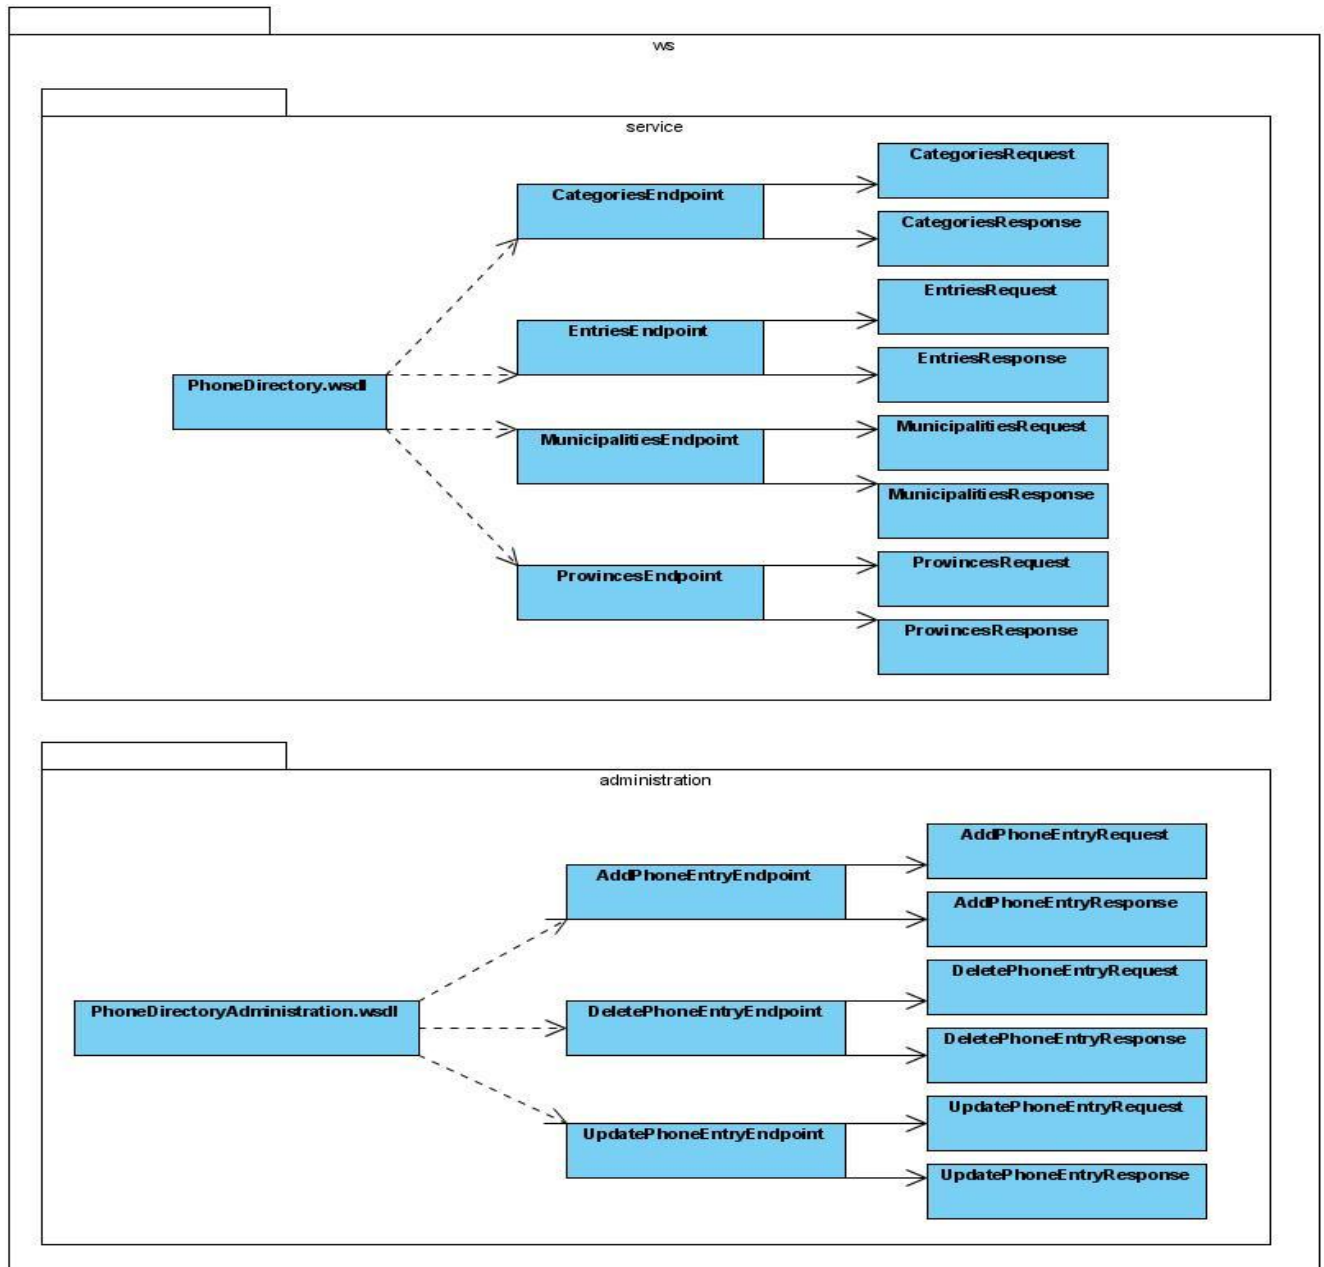 ws
service
CategoriesRequest
CategoriesEndpoint
CategoriesResponse
EntriesRequest
EntriesEndpoint
EntriesResponse
PhoneDirectory.wsdl
MunicipalitiesRequest
MunicipalitiesEndpoint
MunicipalitiesResponse
ProvincesRequest
ProvincesEndpoint
ProvincesResponse
administration
AddPhoneEntryRequest
AddPhoneEntryEndpoint
AddPhoneEntryResponse
DeletePhoneEntryRequest
PhoneDirectoryAdministration.wsdl
DeletePhoneEntryEndpoint
DeletePhoneEntryResponse
UpdatePhoneEntryRequest
UpdatePhoneEntryEndpoint
UpdatePhoneEntryResponse